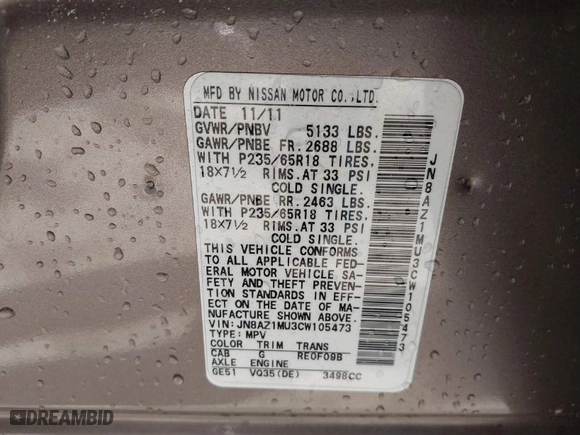 MFD BY NISSAN MOTOR CO.,LTD.
DATE 11/11
GVWR/PNBV 5133 LBS.
GAWR/PNBE FR. 2688 LBS.
WITH P235/65R18 TIRES.
18X7½ RIMS.AT 33 PSI
COLD SINGLE.
GAWR/PNBE RR. 2463 LBS.
WITH P235/65R18 TIRES.
18X7½ RIMS.AT 33 PSI
COLD SINGLE.
THIS VEHICLE CONFORMS
TO ALL APPLICABLE FED-
ERAL MOTOR VEHICLE SA-
FETY AND THEFT PREVEN-
TION STANDARDS IN EFF-
ECT ON THE DATE OF MA-
NUFACTURE SHOWN ABOVE.
VIN: JN8AZ1MU3CW105473
TYPE: MPV
COLOR TRIM TRANS
CAB G RE0F09B
AXLE ENGINE
GE51 VQ35(DE) 3498CC
JN8AZ1MU3CW105473
DREAMBID